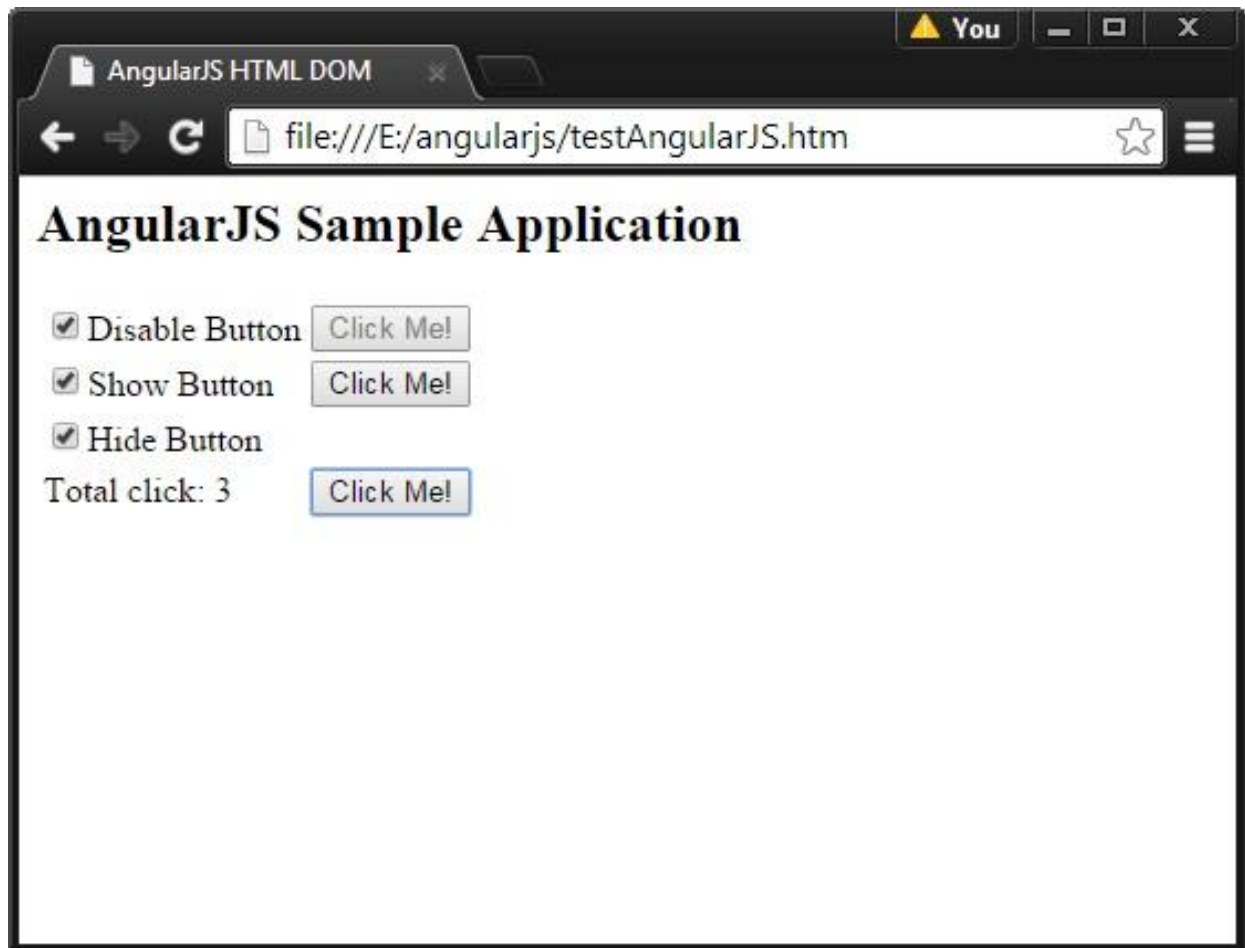 You
AngularJS HTML DOM
file:///E:/angularjs/testAngularJS.htm
AngularJS Sample Application
Disable Button Click Me!
Show Button Click Me!
Hide Button
Total click: 3 Click Me!